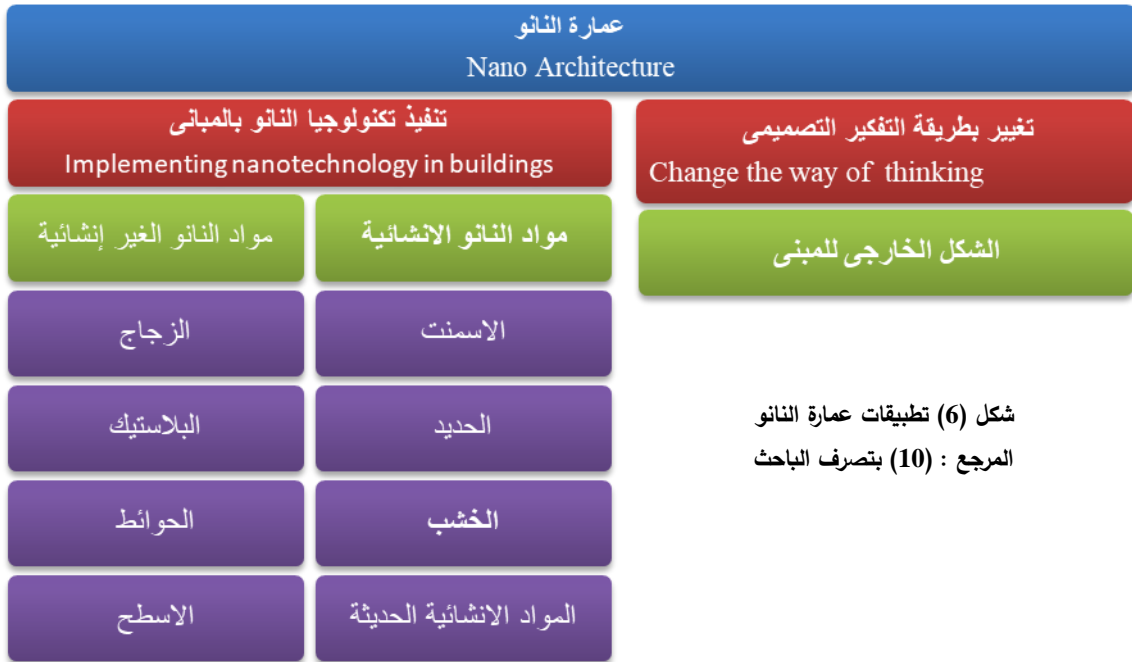 عمارة النانو
Nano Architecture
تغيير بطريقة التفكير التصميمى
Change the way of thinking
تنفيذ تكنولوجيا النانو بالمبانى
Implementing nanotechnology in buildings
الشكل الخارجى للمبنى
مواد النانو الانشائية
مواد النانو الغير إنشائية
الاسمنت
الزجاج
الحديد
البلاستيك
الخشب
الحوائط
المواد الانشائية الحديثة
الاسطح
شكل (6) تطبيقات عمارة النانو
المرجع : (10) بتصرف الباحث